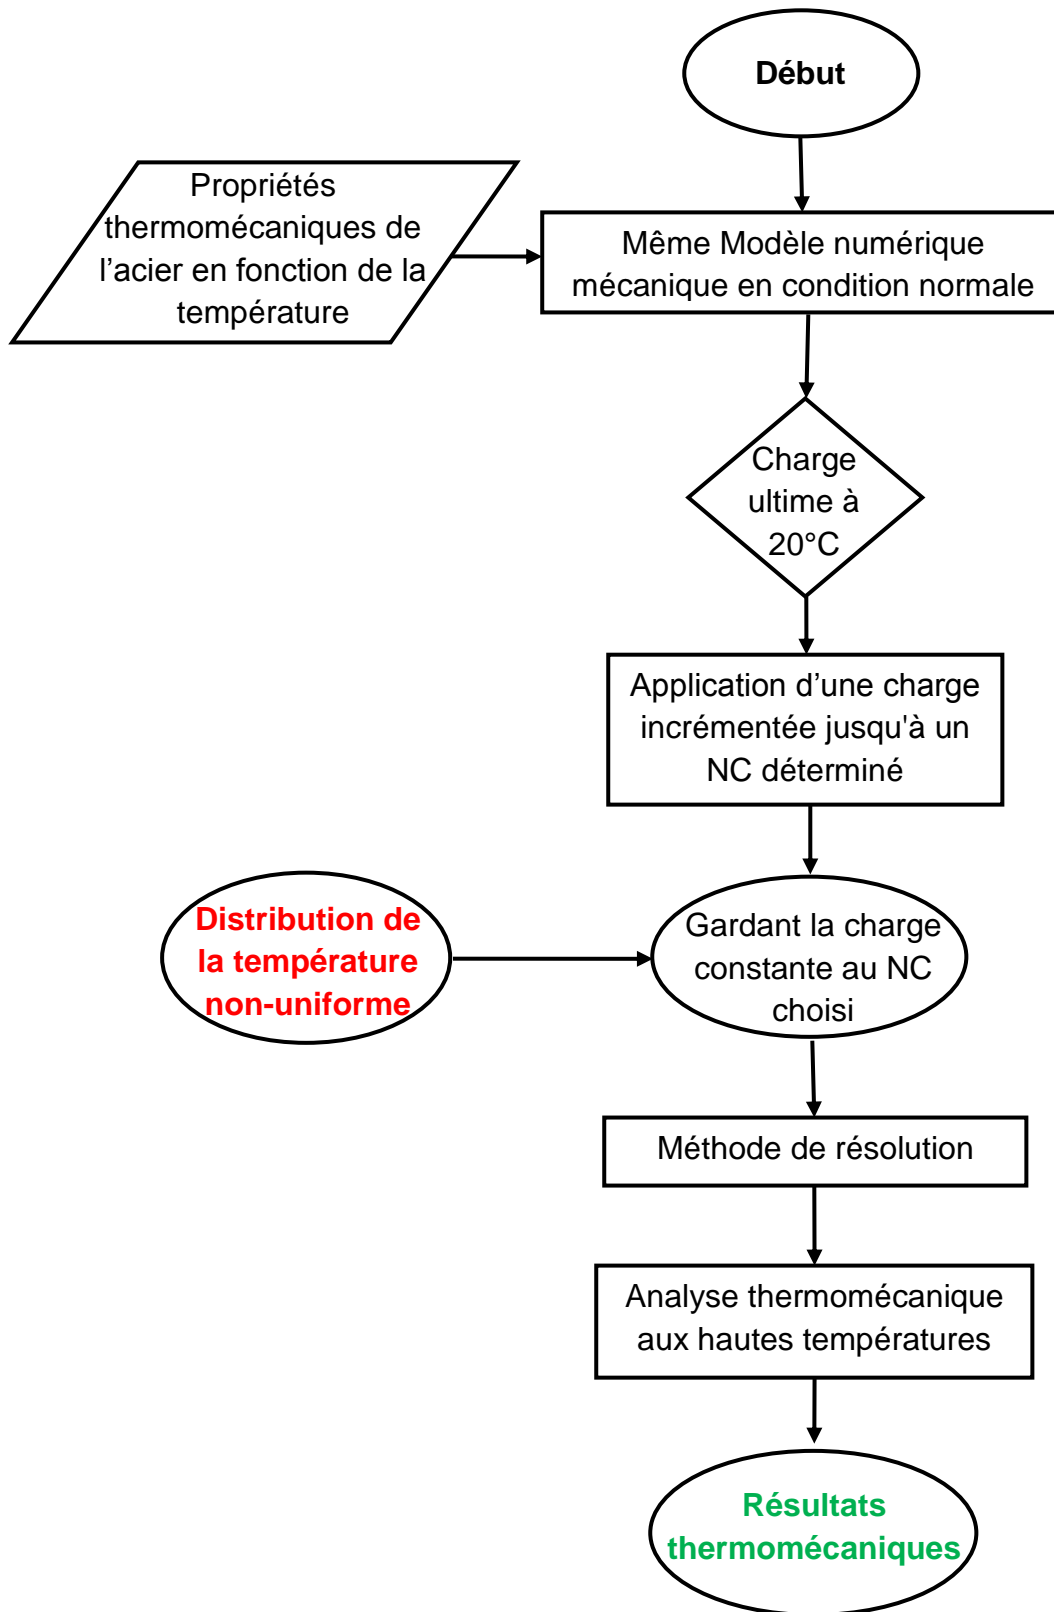 Début
Propriétés
thermomécaniques de
l’acier en fonction de la
température
Même Modèle numérique
mécanique en condition normale
Charge
ultime à
20°C
Application d’une charge
incrémentée jusqu'à un
NC déterminé
Distribution de
la température
non-uniforme
Gardant la charge
constante au NC
choisi
Méthode de résolution
Analyse thermomécanique
aux hautes températures
Résultats
thermomécaniques